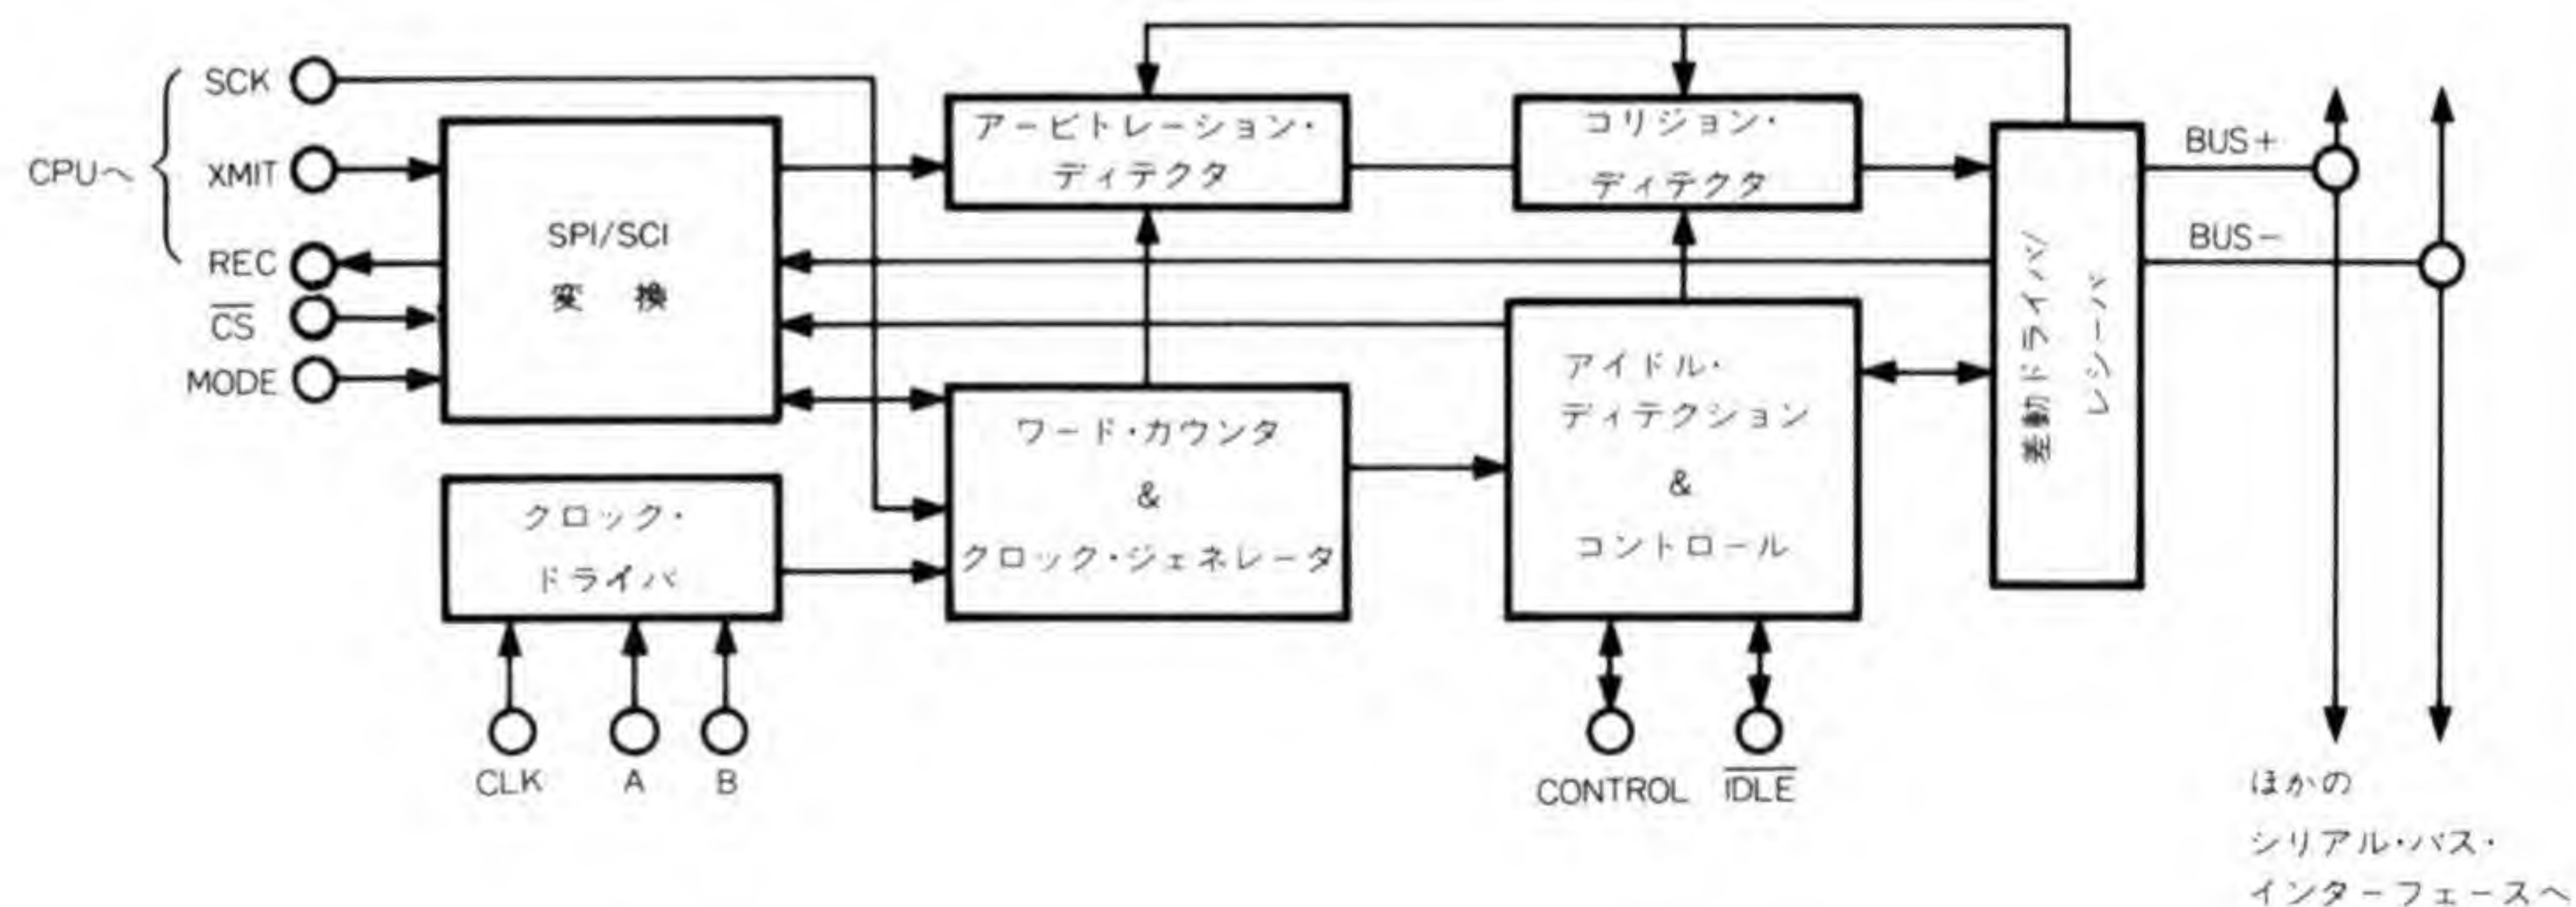 CPUへ
SCK
XMIT
REC
C̅S̅
MODE
SPI/SCI
変 換
クロック・
ドライバ
CLK
A
B
アービトレーション・
ディテクタ
コリジョン・
ディテクタ
ワード・カウンタ
&
クロック・ジェネレータ
アイドル・
ディテクション
&
コントロール
CONTROL
I̅D̅L̅E̅
差動ドライバ/
レシーバ
BUS+
BUS−
ほかの
シリアル・バス・
インターフェースへ